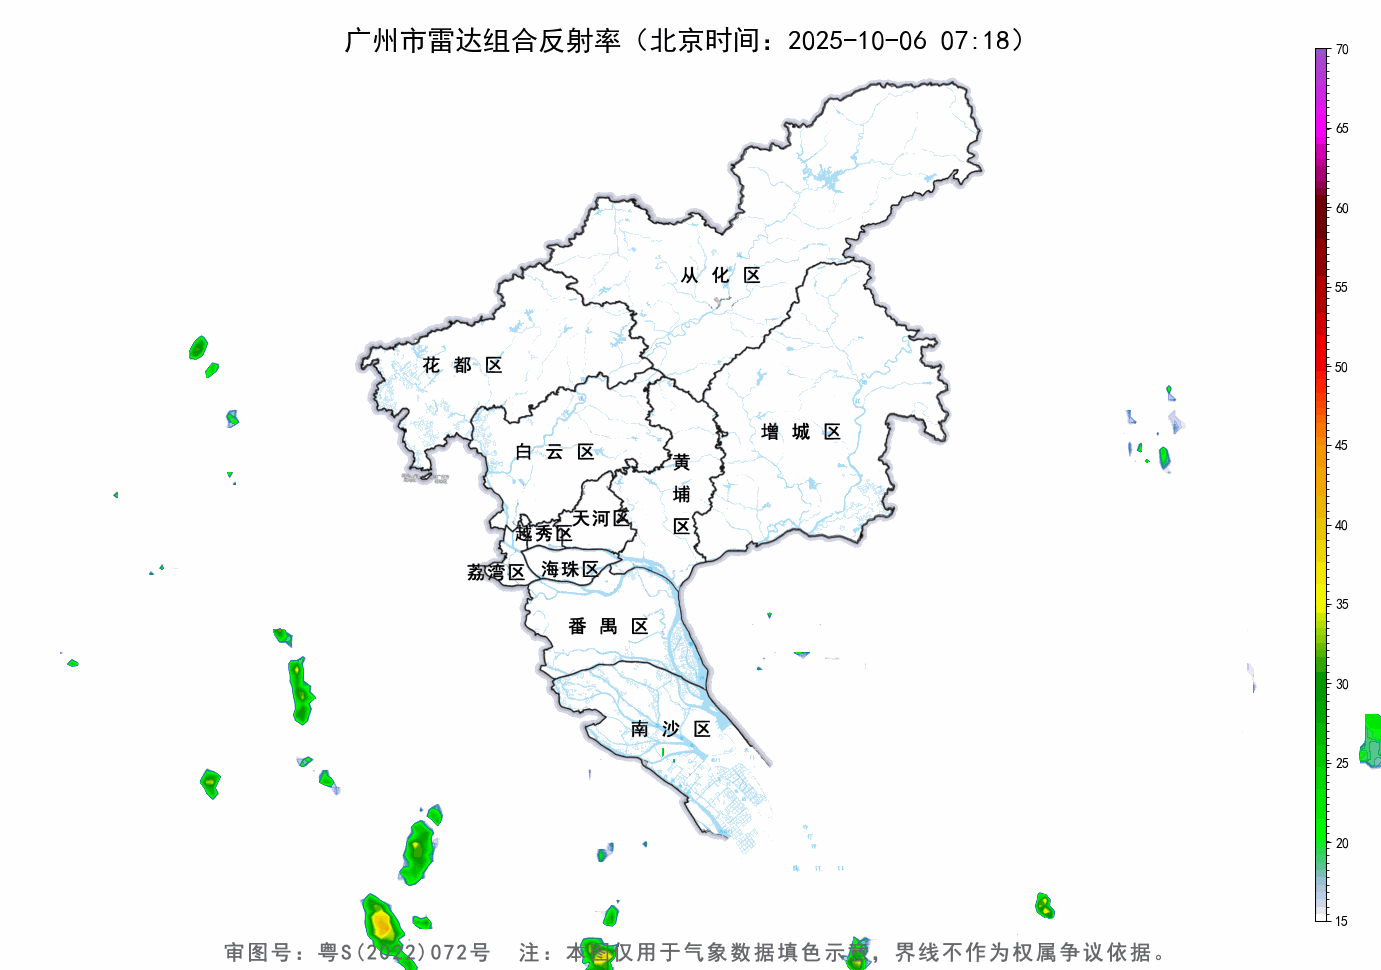 广州市雷达组合反射率（北京时间：2025-10-06 07:18）
70
65
60
55
50
45
40
35
30
25
20
15
从化区
花都区
增城区
白云区
黄埔区
天河区
越秀区
海珠区
荔湾区
番禺区
南沙区
审图号：粤S(2022)072号 注：本图仅用于气象数据填色示意，界线不作为权属争议依据。